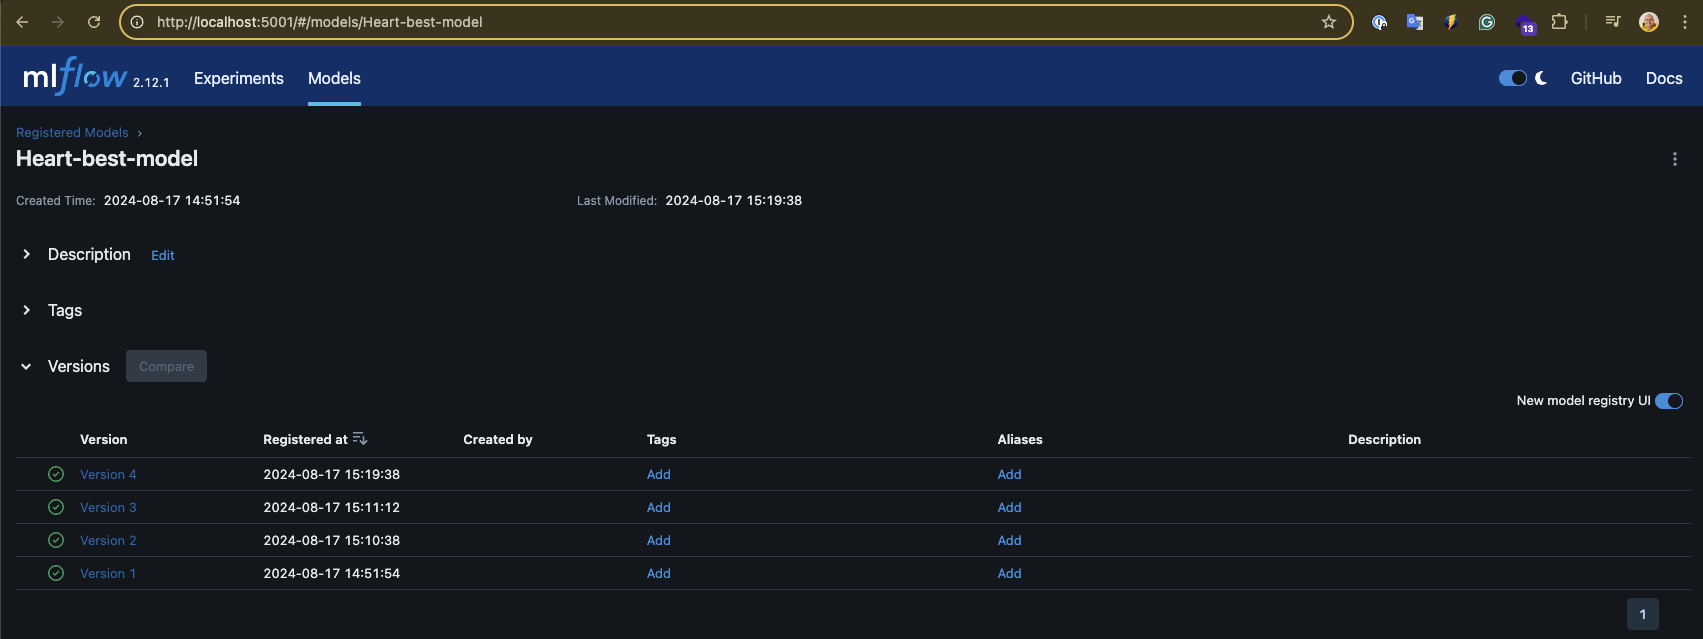 http://localhost:5001/#/models/Heart-best-model
13
mlflow 2.12.1 Experiments Models GitHub Docs
Registered Models
Heart-best-model
Created Time: 2024-08-17 14:51:54 Last Modified: 2024-08-17 15:19:38
Description Edit
Tags
Versions Compare
New model registry UI
Version Registered at Created by Tags Aliases Description
Version 4 2024-08-17 15:19:38 Add Add
Version 3 2024-08-17 15:11:12 Add Add
Version 2 2024-08-17 15:10:38 Add Add
Version 1 2024-08-17 14:51:54 Add Add
1